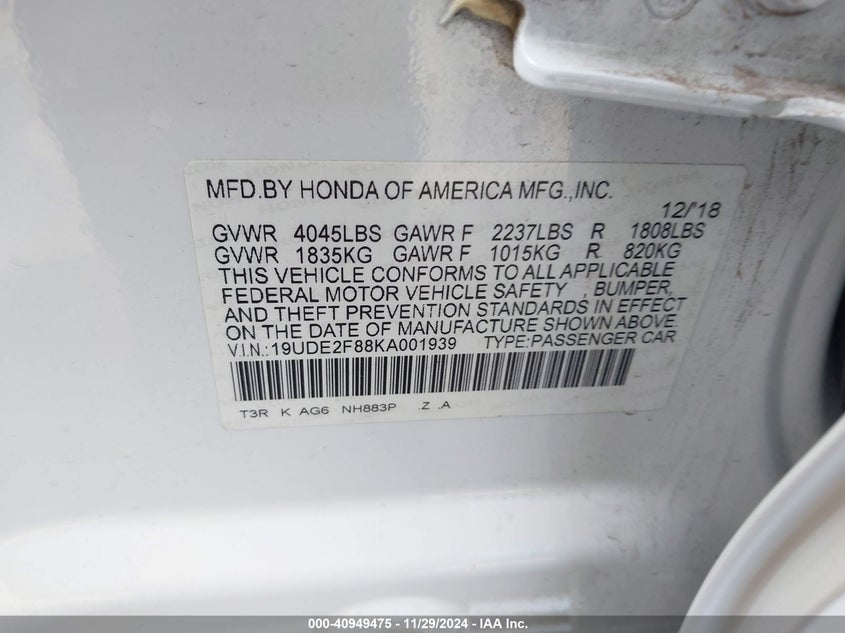 MFD.BY HONDA OF AMERICA MFG.,INC.
12/'18
GVWR 4045LBS GAWR F 2237LBS R 1808LBS
GVWR 1835KG GAWR F 1015KG R 820KG
THIS VEHICLE CONFORMS TO ALL APPLICABLE
FEDERAL MOTOR VEHICLE SAFETY , BUMPER,
AND THEFT PREVENTION STANDARDS IN EFFECT
ON THE DATE OF MANUFACTURE SHOWN ABOVE
V.I.N.:19UDE2F88KA001939 TYPE:PASSENGER CAR
T3R K AG6 NH883P .Z .A
000-40949475 - 11/29/2024 - IAA Inc.